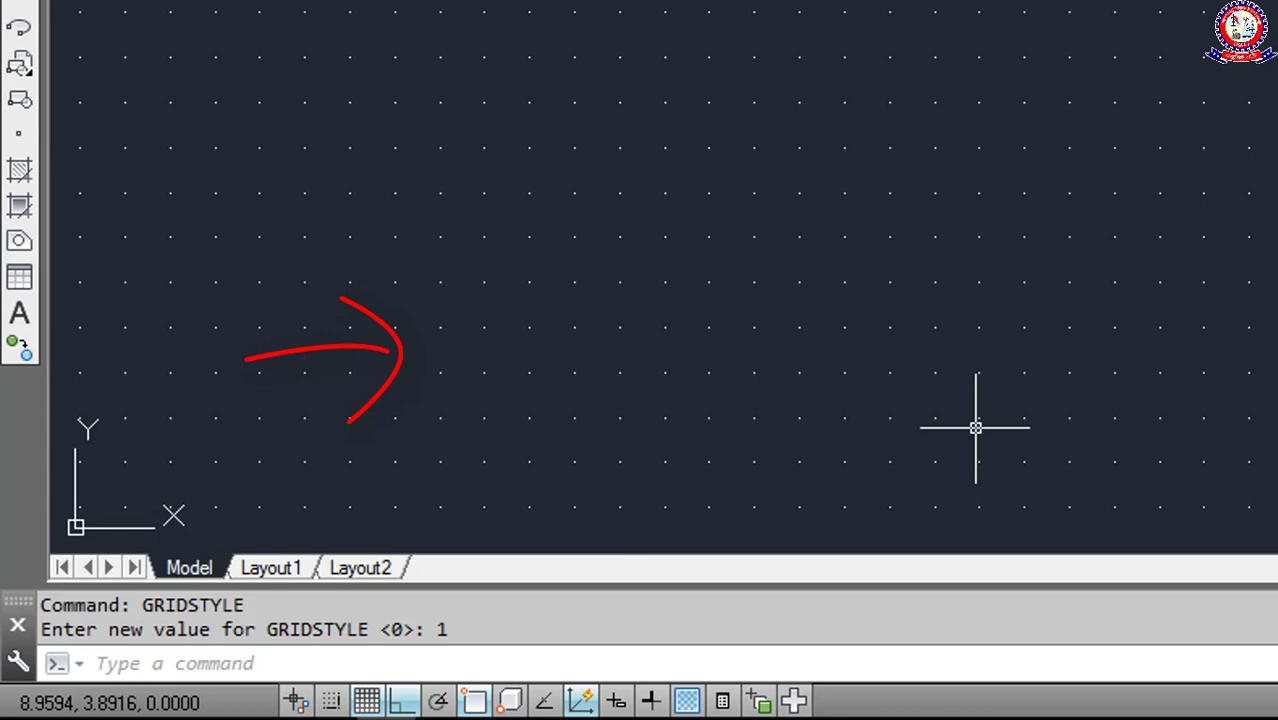 A
Y
X
Model
Layout1
Layout2
Command: GRIDSTYLE
Enter new value for GRIDSTYLE <0>: 1
Type a command
8.9594, 3.8916, 0.0000